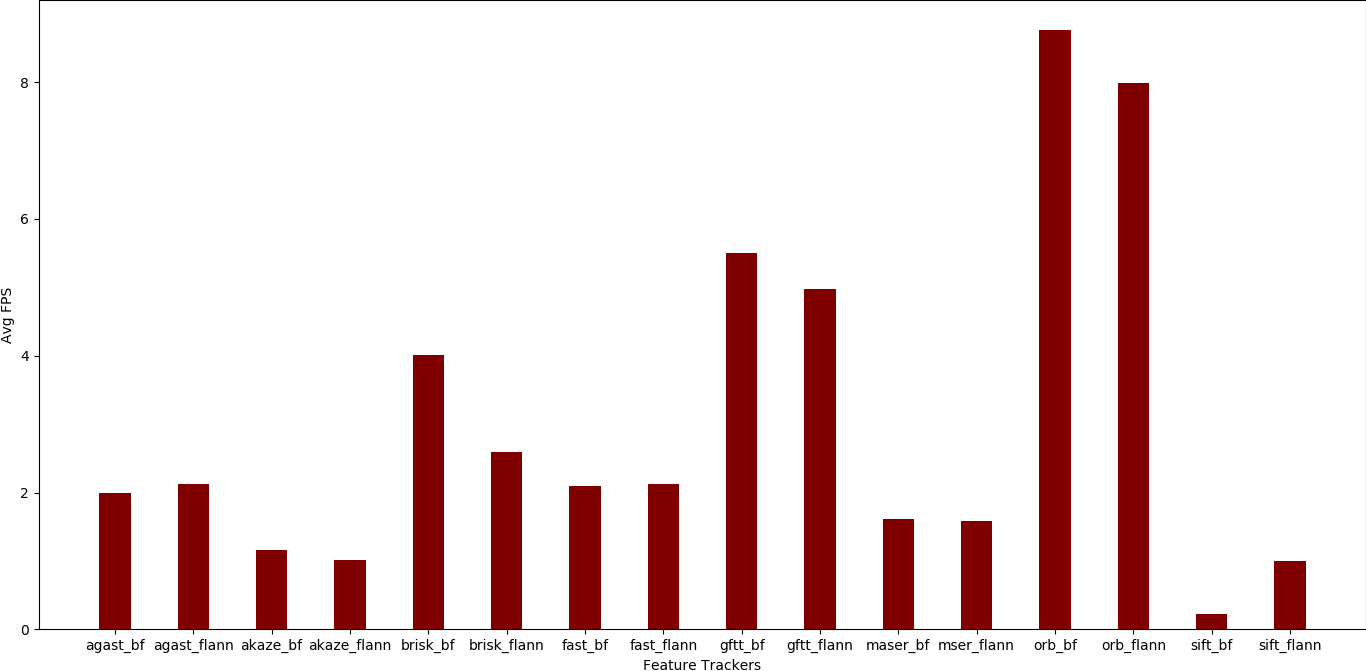 8
6
4
2
0
Avg FPS
agast_bf agast_flann akaze_bf akaze_flann brisk_bf brisk_flann fast_bf fast_flann gftt_bf gftt_flann maser_bf mser_flann orb_bf orb_flann sift_bf sift_flann
Feature Trackers